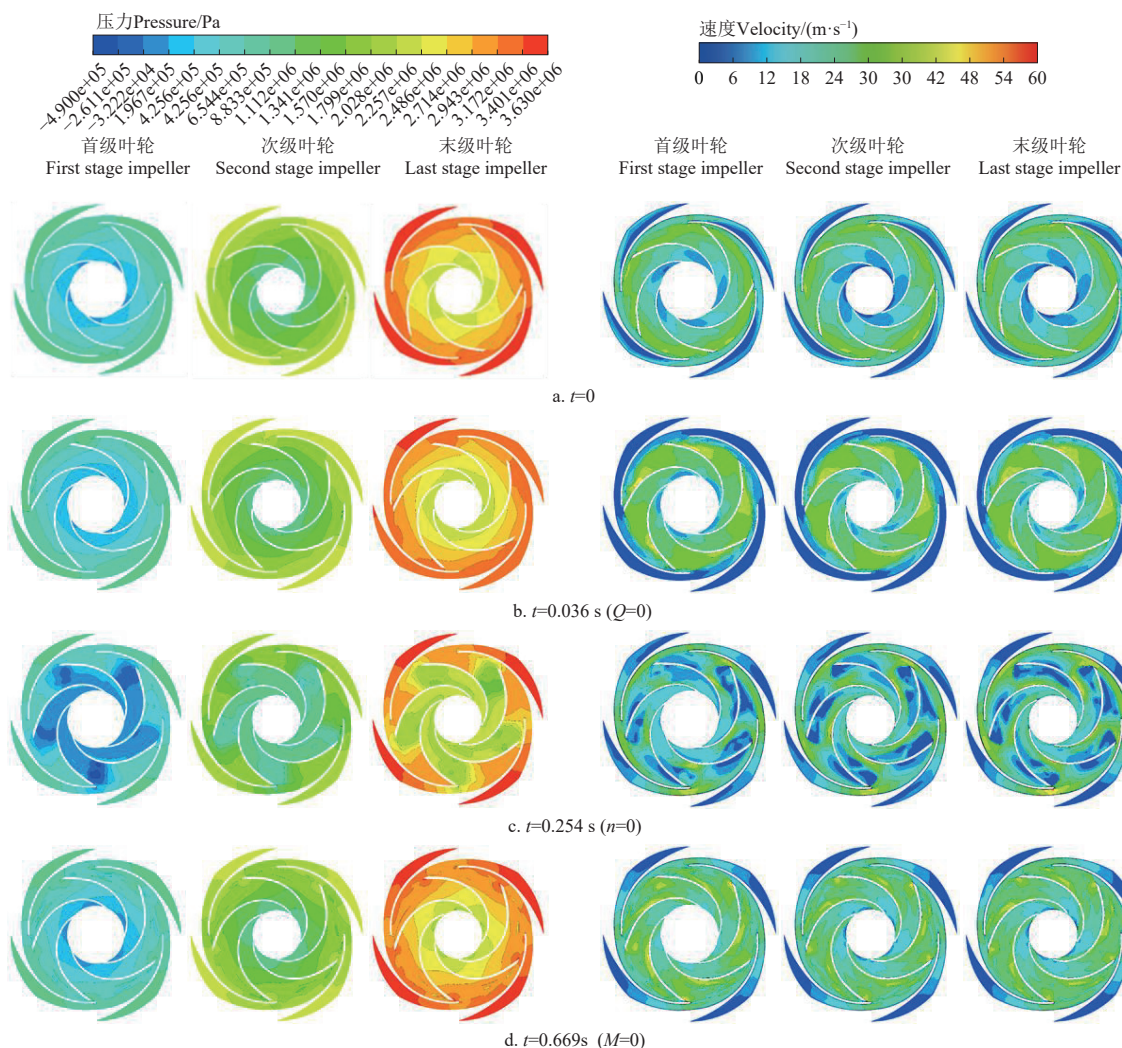 压力Pressure/Pa
−4.900e+05
−2.611e+05
−3.222e+04
1.967e+05
4.256e+05
4.256e+05
6.544e+05
8.833e+05
1.112e+06
1.341e+06
1.570e+06
1.799e+06
2.028e+06
2.257e+06
2.486e+06
2.714e+06
2.943e+06
3.172e+06
3.401e+06
3.630e+06
速度Velocity/(m·s⁻¹)
0 6 12 18 24 30 36 42 48 54 60
首级叶轮 次级叶轮 末级叶轮 首级叶轮 次级叶轮 末级叶轮
First stage impeller Second stage impeller Last stage impeller First stage impeller Second stage impeller Last stage impeller
a. t=0
b. t=0.036 s (Q=0)
c. t=0.254 s (n=0)
d. t=0.669s (M=0)